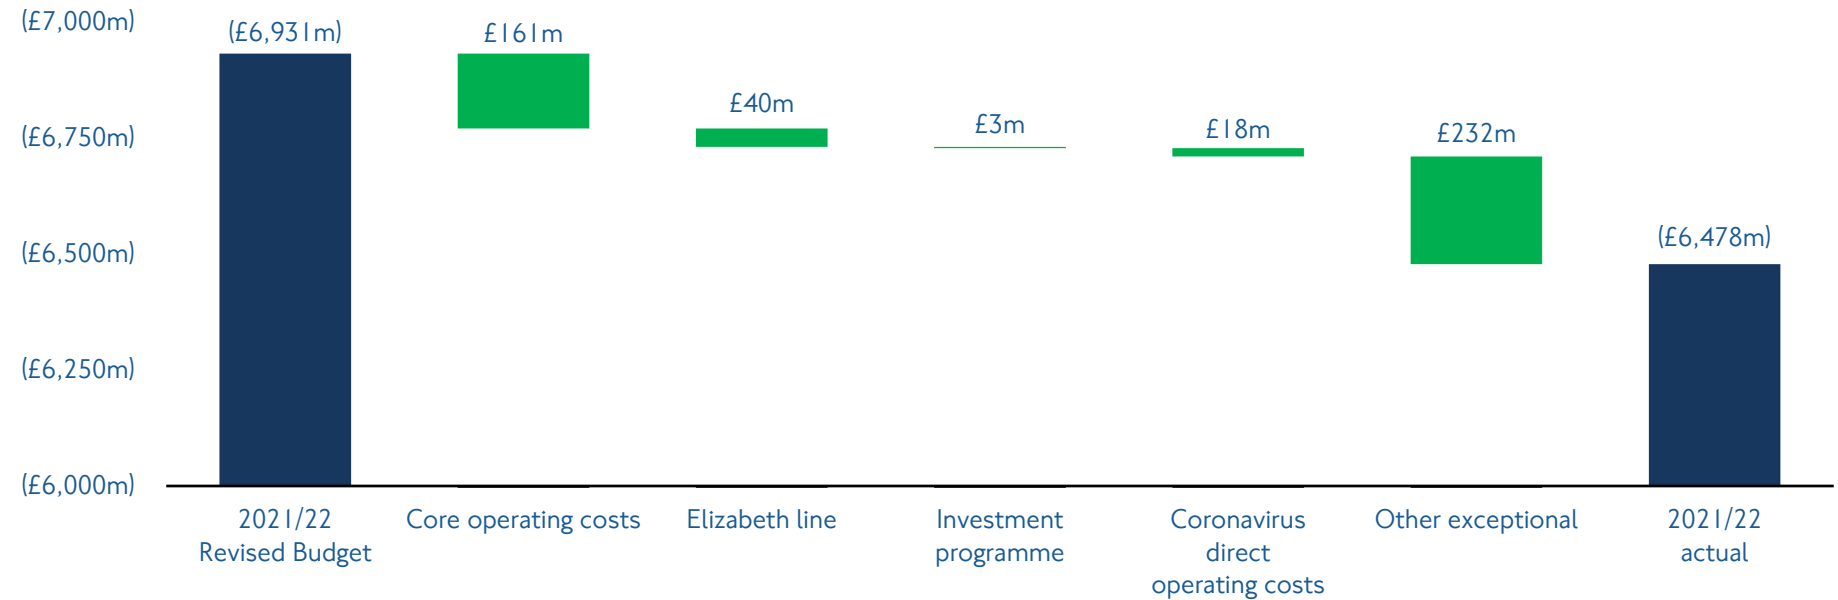 (£7,000m)
(£6,750m)
(£6,500m)
(£6,250m)
(£6,000m)
(£6,931m)
£161m
£40m
£3m
£18m
£232m
(£6,478m)
2021/22
Revised Budget
Core operating costs
Elizabeth line
Investment
programme
Coronavirus
direct
operating costs
Other exceptional
2021/22
actual